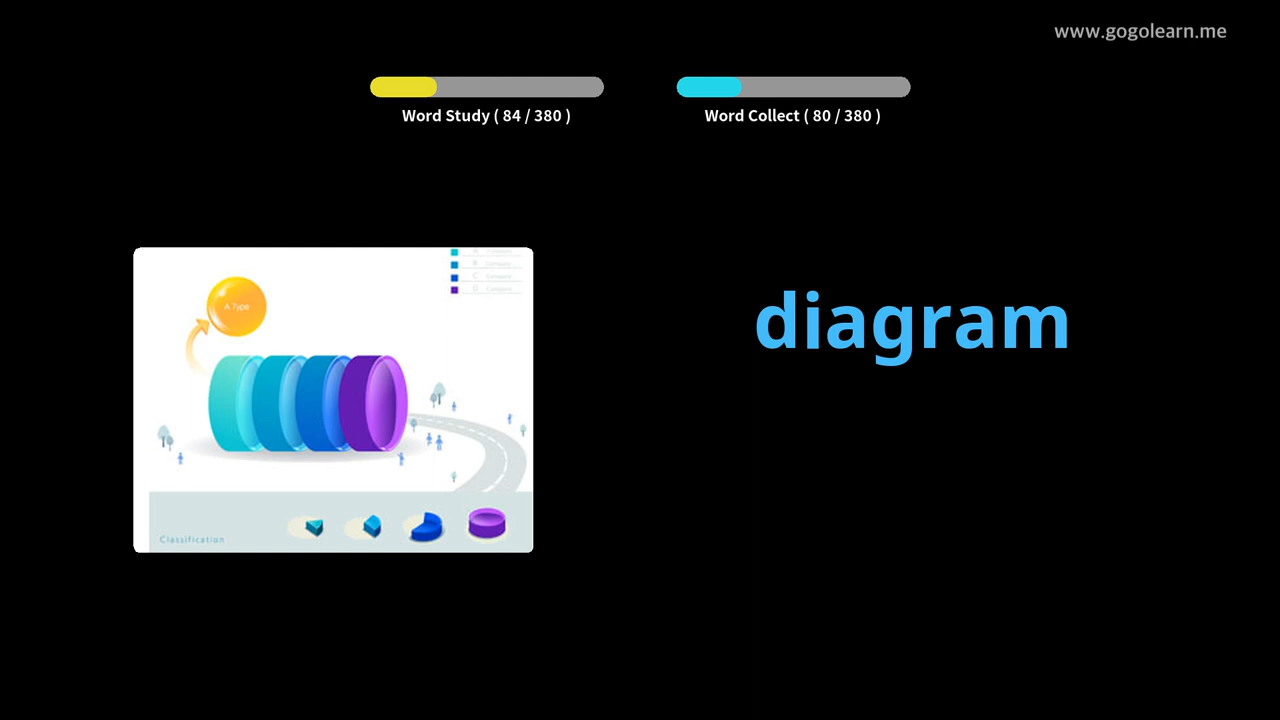 www.gogolearn.me
Word Study ( 84 / 380 )
Word Collect ( 80 / 380 )
diagram
A Type
C
Classification